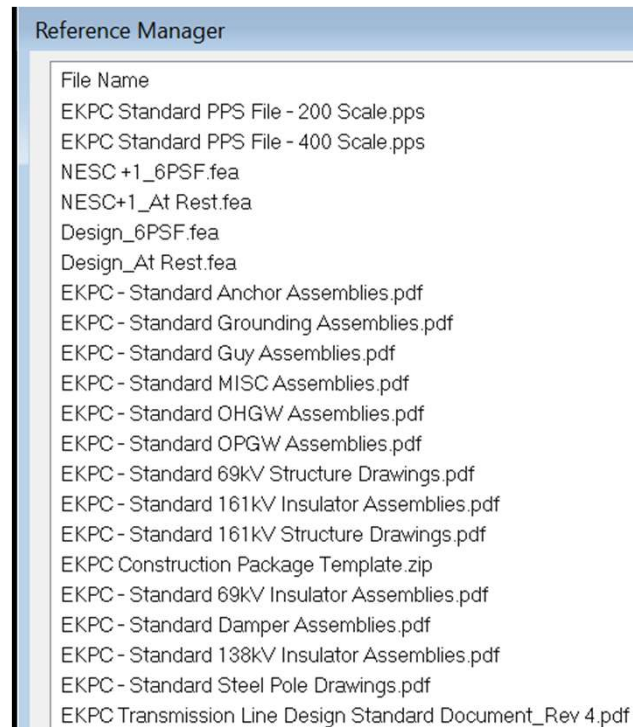 Reference Manager
File Name
EKPC Standard PPS File - 200 Scale.pps
EKPC Standard PPS File - 400 Scale.pps
NESC +1_6PSF.fea
NESC+1_At Rest.fea
Design_6PSF.fea
Design_At Rest.fea
EKPC - Standard Anchor Assemblies.pdf
EKPC - Standard Grounding Assemblies.pdf
EKPC - Standard Guy Assemblies.pdf
EKPC - Standard MISC Assemblies.pdf
EKPC - Standard OHGW Assemblies.pdf
EKPC - Standard OPGW Assemblies.pdf
EKPC - Standard 69kV Structure Drawings.pdf
EKPC - Standard 161kV Insulator Assemblies.pdf
EKPC - Standard 161kV Structure Drawings.pdf
EKPC Construction Package Template.zip
EKPC - Standard 69kV Insulator Assemblies.pdf
EKPC - Standard Damper Assemblies.pdf
EKPC - Standard 138kV Insulator Assemblies.pdf
EKPC - Standard Steel Pole Drawings.pdf
EKPC Transmission Line Design Standard Document_Rev 4.pdf